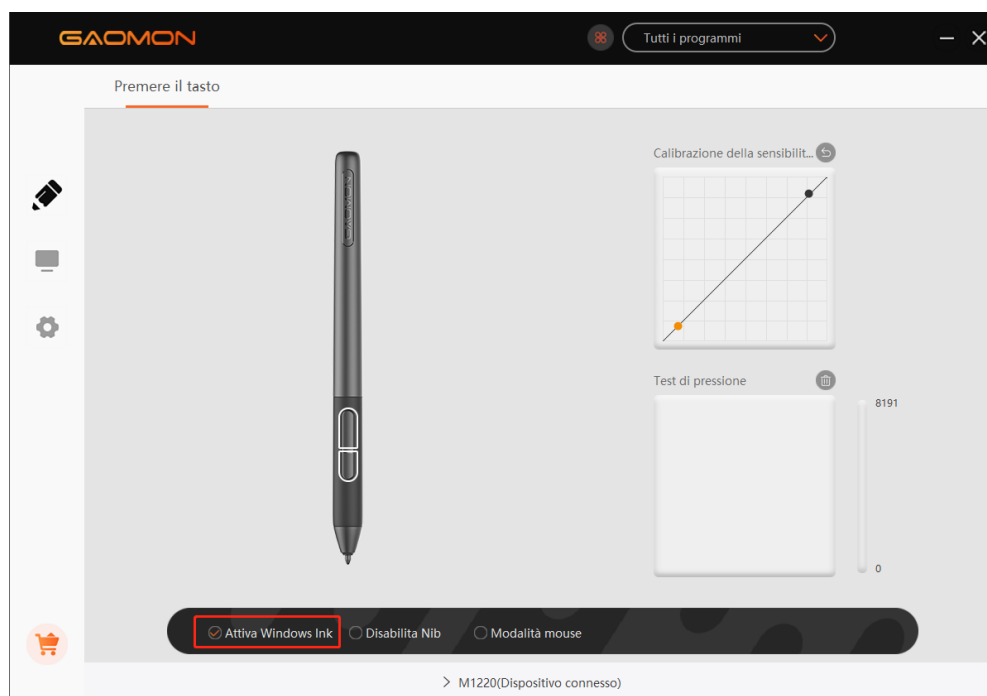 GAOMON
Tutti i programmi
Premere il tasto
Calibrazione della sensibilit...
GAOMON
Test di pressione
8191
0
Attiva Windows Ink
Disabilita Nib
Modalità mouse
M1220(Dispositivo connesso)